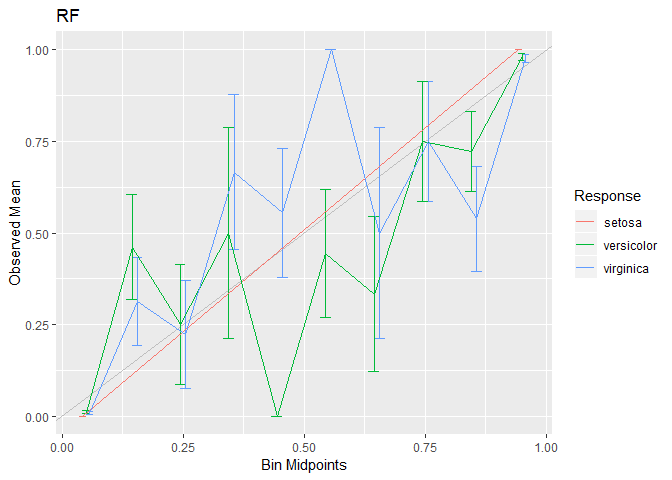 RF
1.00
0.75
0.50
0.25
0.00
Observed Mean
0.00 0.25 0.50 0.75 1.00
Bin Midpoints
Response
setosa
versicolor
virginica